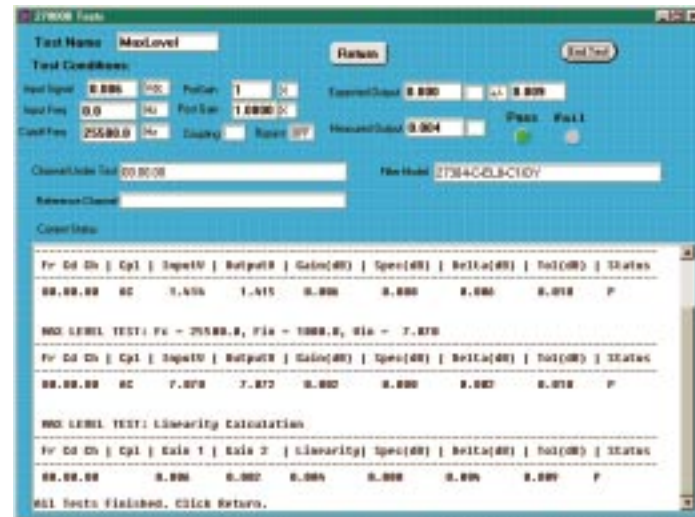 27000B Tests
Test Name MaxLevel
Return
End Test
Test Conditions:
Input Signal 0.006 Vdc PreGain 1 X Expected Output 0.000 +/- 0.009
Input Freq 0.0 Hz Post Gain 1.0000 X
Cutoff Freq 25500.0 Hz Coupling Bypass OFF Measured Output 0.004
Pass Fail
Channel Under Test 00.00.00 Filter Model
Reference Channel
Current Status
Fr Cd Ch | Cpl | InputV | OutputV | Gain(dB) | Spec(dB) | Delta(dB) | Tol(dB) | Status
00.00.00 AC 1.414 1.415 0.006 0.000 0.006 0.010 P
MAX LEVEL TEST: Fc = 25500.0, Fin = 1000.0, Vin = 7.070
Fr Cd Ch | Cpl | InputV | OutputV | Gain(dB) | Spec(dB) | Delta(dB) | Tol(dB) | Status
00.00.00 AC 7.070 7.072 0.002 0.000 0.002 0.010 P
MAX LEVEL TEST: Linearity Calculation
Fr Cd Ch | Cpl | Gain 1 | Gain 2 | Linearity| Spec(dB) | Delta(dB) | Tol(dB) | Status
00.00.00 0.006 0.002 0.004 0.000 0.004 0.009 P
All Tests Finished. Click Return.